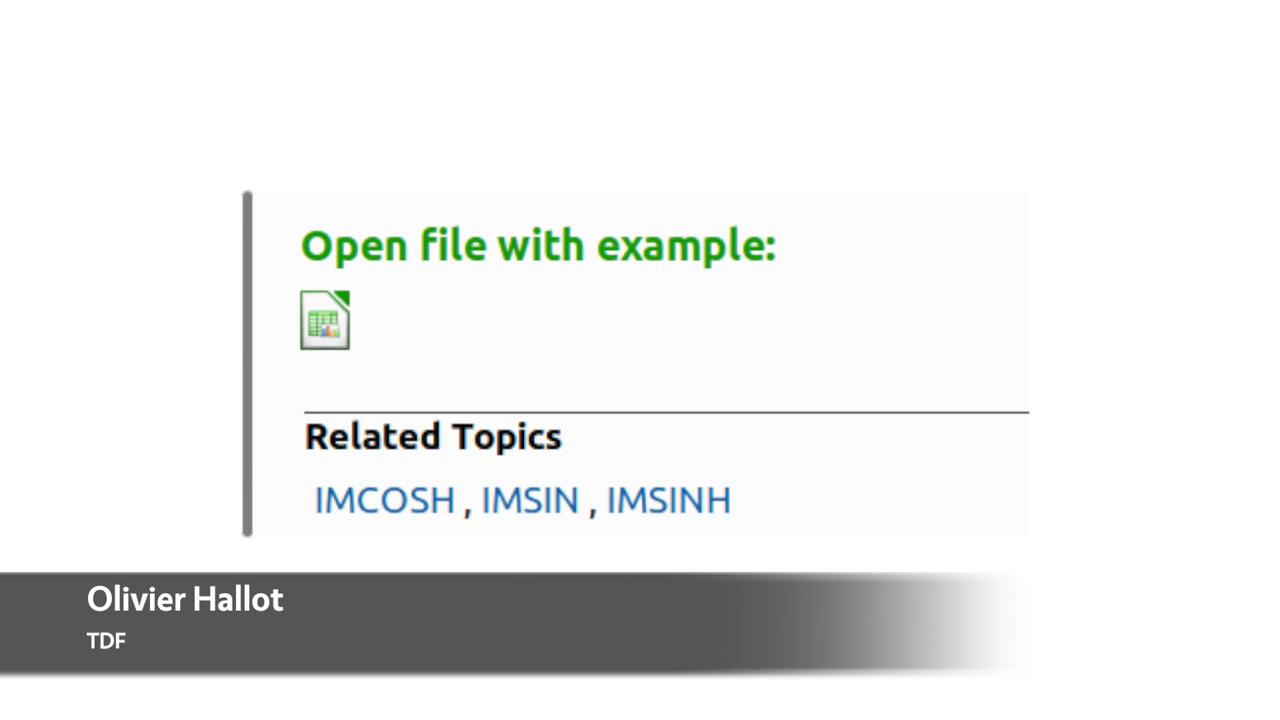 Open file with example:
Related Topics
IMCOSH , IMSIN , IMSINH
Olivier Hallot
TDF